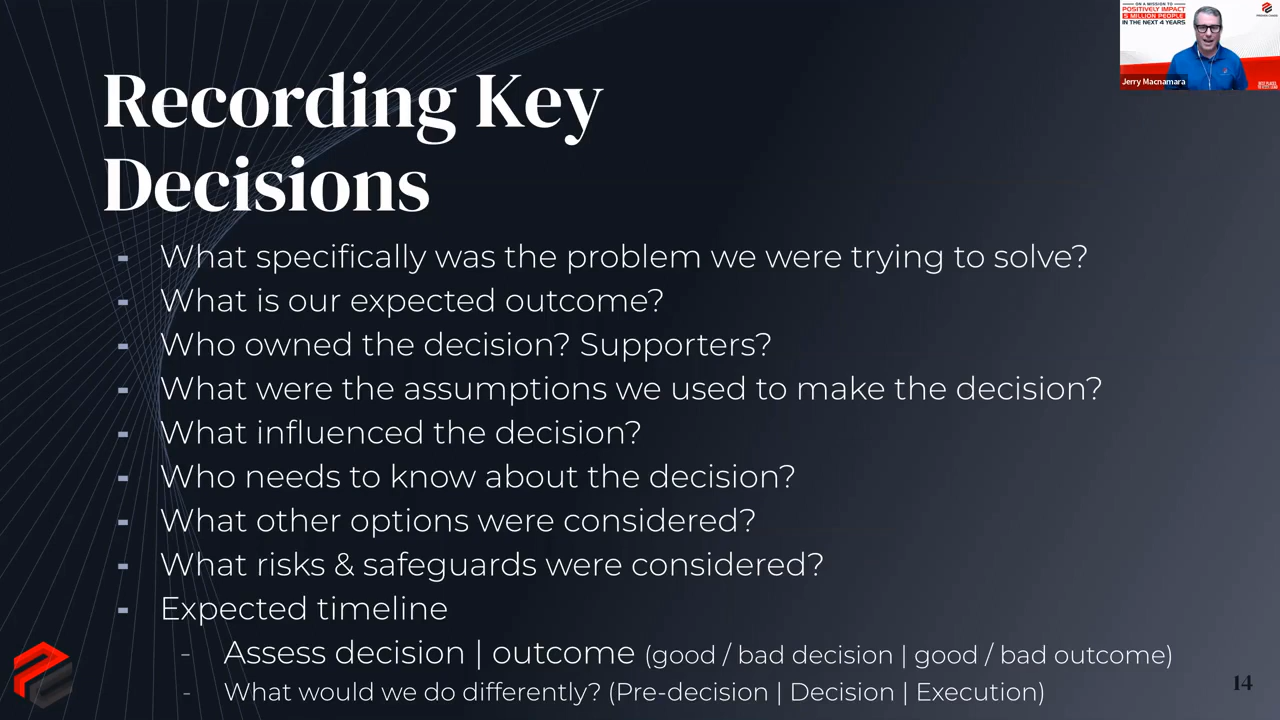 Recording Key
Decisions
- What specifically was the problem we were trying to solve?
- What is our expected outcome?
- Who owned the decision? Supporters?
- What were the assumptions we used to make the decision?
- What influenced the decision?
- Who needs to know about the decision?
- What other options were considered?
- What risks & safeguards were considered?
- Expected timeline
- Assess decision | outcome (good / bad decision | good / bad outcome)
- What would we do differently? (Pre-decision | Decision | Execution)
14
ON A MISSION TO
POSITIVELY IMPACT
5 MILLION PEOPLE
IN THE NEXT 4 YEARS
Jerry Macnamara